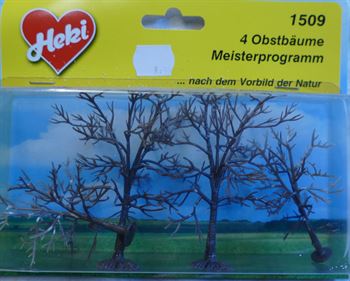 Heki
1509
4 Obstbäume
Meisterprogramm
... nach dem Vorbild der Natur